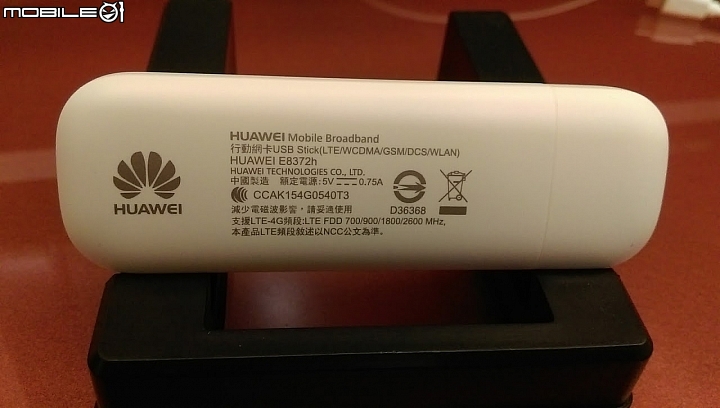 MOBILE01
HUAWEI
HUAWEI Mobile Broadband
行動網卡USB Stick(LTE/WCDMA/GSM/DCS/WLAN)
HUAWEI E8372h
HUAWEI TECHNOLOGIES CO., LTD.
中國製造 額定電源:5V 0.75A
CCAK154G0540T3
D36368
減少電磁波影響，請妥適使用
支援LTE-4G頻段:LTE FDD 700/900/1800/2600 MHz,
本產品LTE頻段敘述以NCC公文為準。